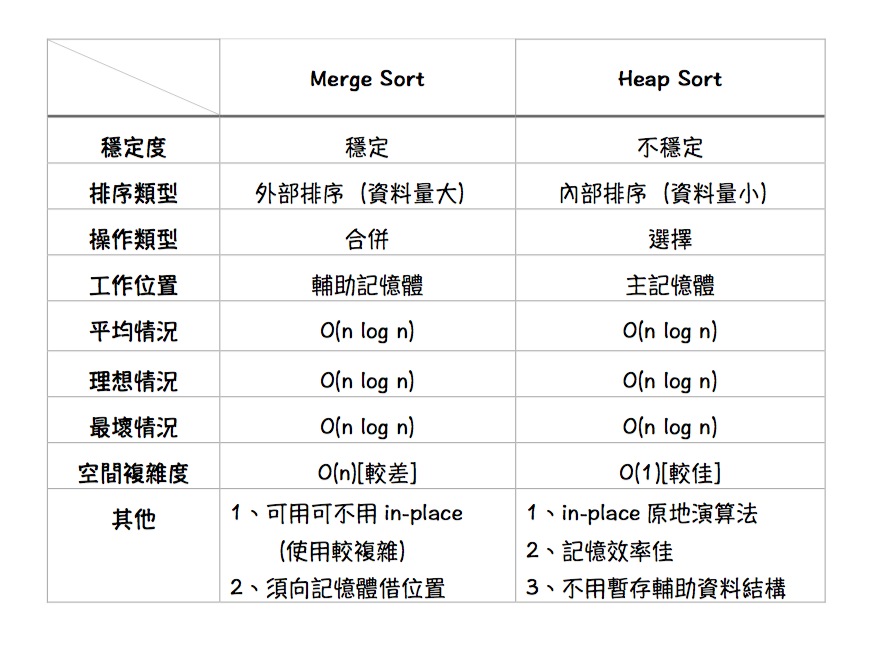 Merge Sort Heap Sort
穩定度 穩定 不穩定
排序類型 外部排序（資料量大） 內部排序（資料量小）
操作類型 合併 選擇
工作位置 輔助記憶體 主記憶體
平均情況 O(n log n) O(n log n)
理想情況 O(n log n) O(n log n)
最壞情況 O(n log n) O(n log n)
空間複雜度 O(n)[較差] O(1)[較佳]
其他
1、可用可不用 in-place
(使用較複雜)
2、須向記憶體借位置
1、in-place 原地演算法
2、記憶效率佳
3、不用暫存輔助資料結構